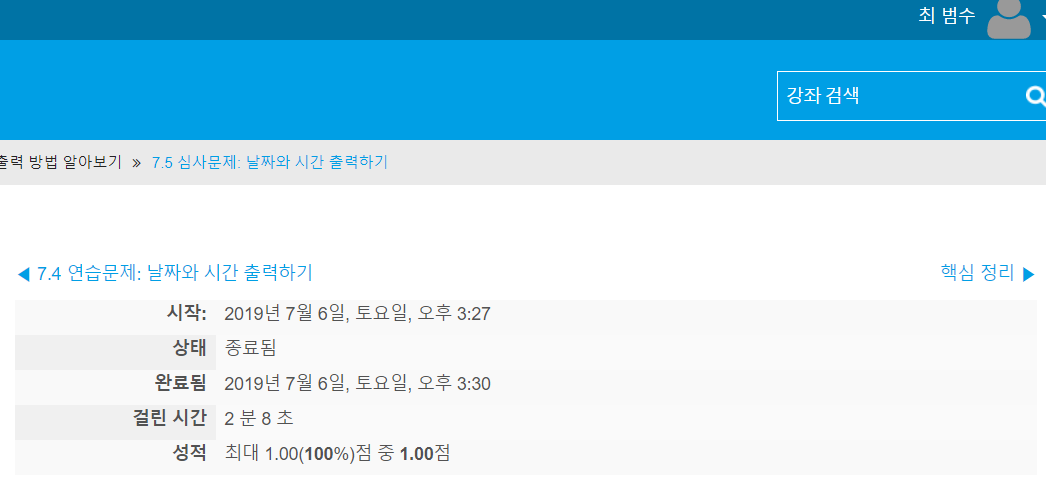 최 범수
강좌 검색
출력 방법 알아보기 » 7.5 심사문제: 날짜와 시간 출력하기
◀ 7.4 연습문제: 날짜와 시간 출력하기
핵심 정리 ▶
시작: 2019년 7월 6일, 토요일, 오후 3:27
상태 종료됨
완료됨 2019년 7월 6일, 토요일, 오후 3:30
걸린 시간 2 분 8 초
성적 최대 1.00(100%)점 중 1.00점